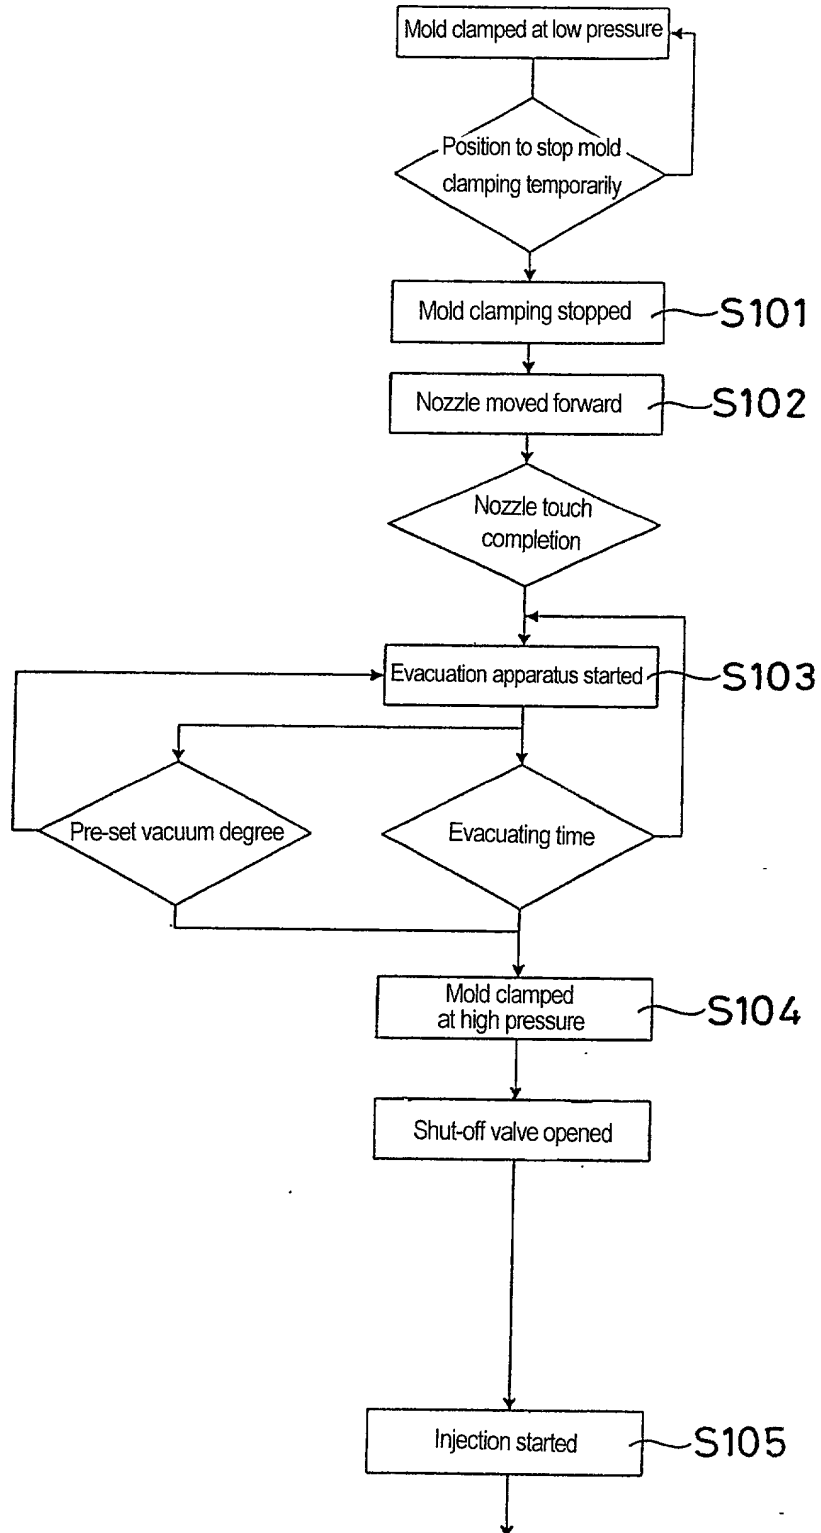 Mold clamped at low pressure
Position to stop mold
clamping temporarily
Mold clamping stopped
S101
Nozzle moved forward
S102
Nozzle touch
completion
Evacuation apparatus started
S103
Pre-set vacuum degree
Evacuating time
Mold clamped
at high pressure
S104
Shut-off valve opened
Injection started
S105